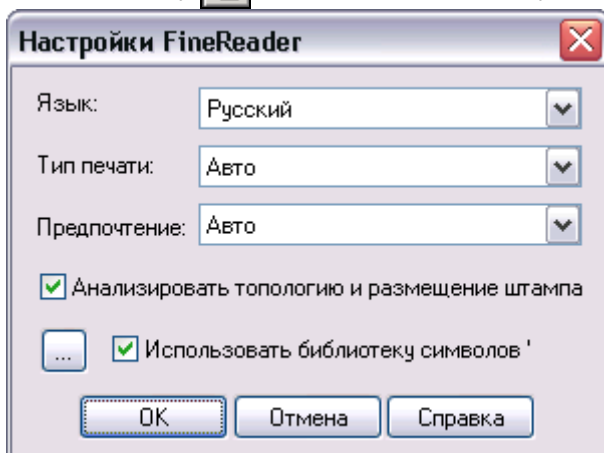 Настройки FineReader
Язык:
Русский
Тип печати:
Авто
Предпочтение:
Авто
Анализировать топологию и размещение штампа
...
Использовать библиотеку символов '
OK
Отмена
Справка